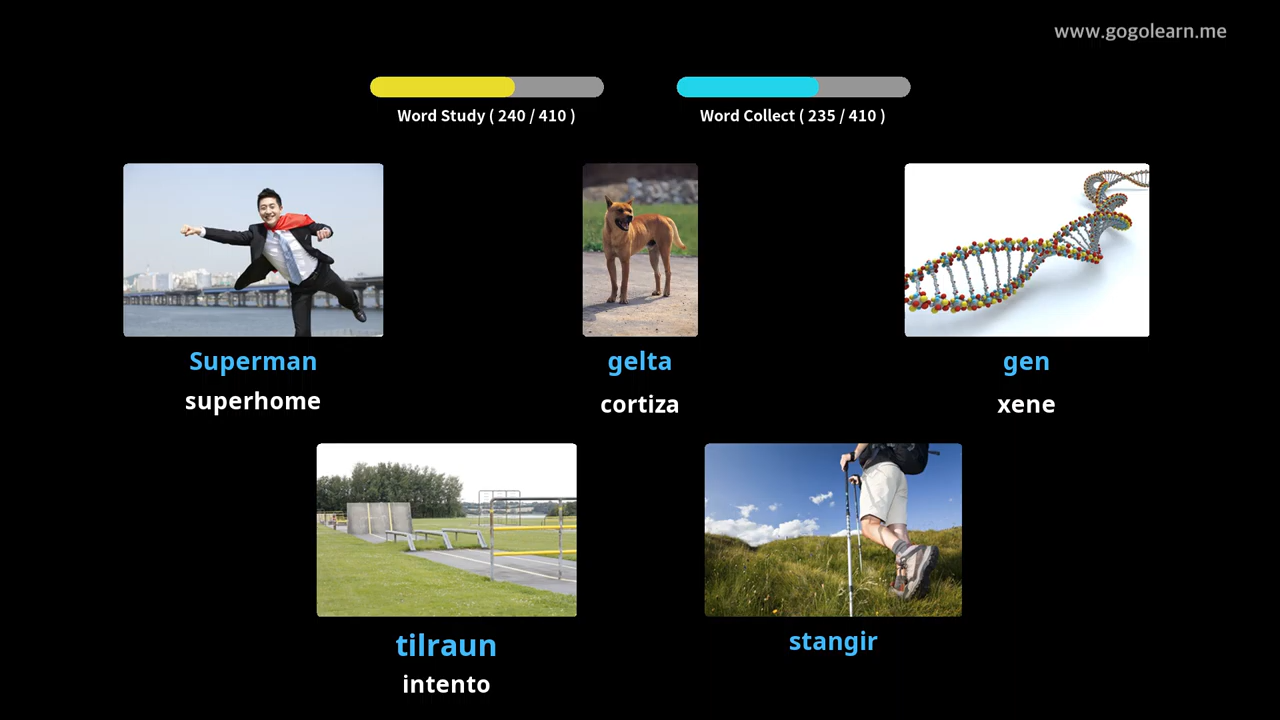 www.gogolearn.me
Word Study ( 240 / 410 )
Word Collect ( 235 / 410 )
Superman
superhome
gelta
cortiza
gen
xene
tilraun
intento
stangir